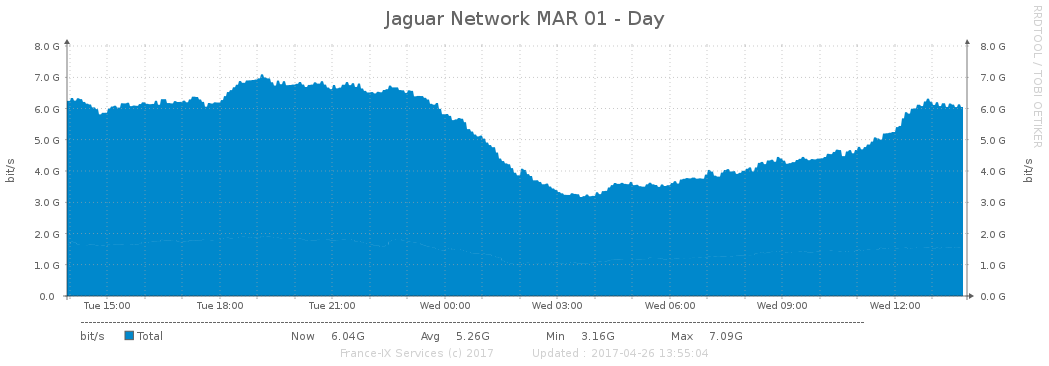 Jaguar Network MAR 01 - Day
RRDTOOL / TOBI OETIKER
bit/s
8.0 G
7.0 G
6.0 G
5.0 G
4.0 G
3.0 G
2.0 G
1.0 G
0.0
8.0 G
7.0 G
6.0 G
5.0 G
4.0 G
3.0 G
2.0 G
1.0 G
0.0 G
bit/s
Tue 15:00 Tue 18:00 Tue 21:00 Wed 00:00 Wed 03:00 Wed 06:00 Wed 09:00 Wed 12:00
bit/s Total Now 6.04G Avg 5.26G Min 3.16G Max 7.09G
France-IX Services (c) 2017 Updated : 2017-04-26 13:55:04